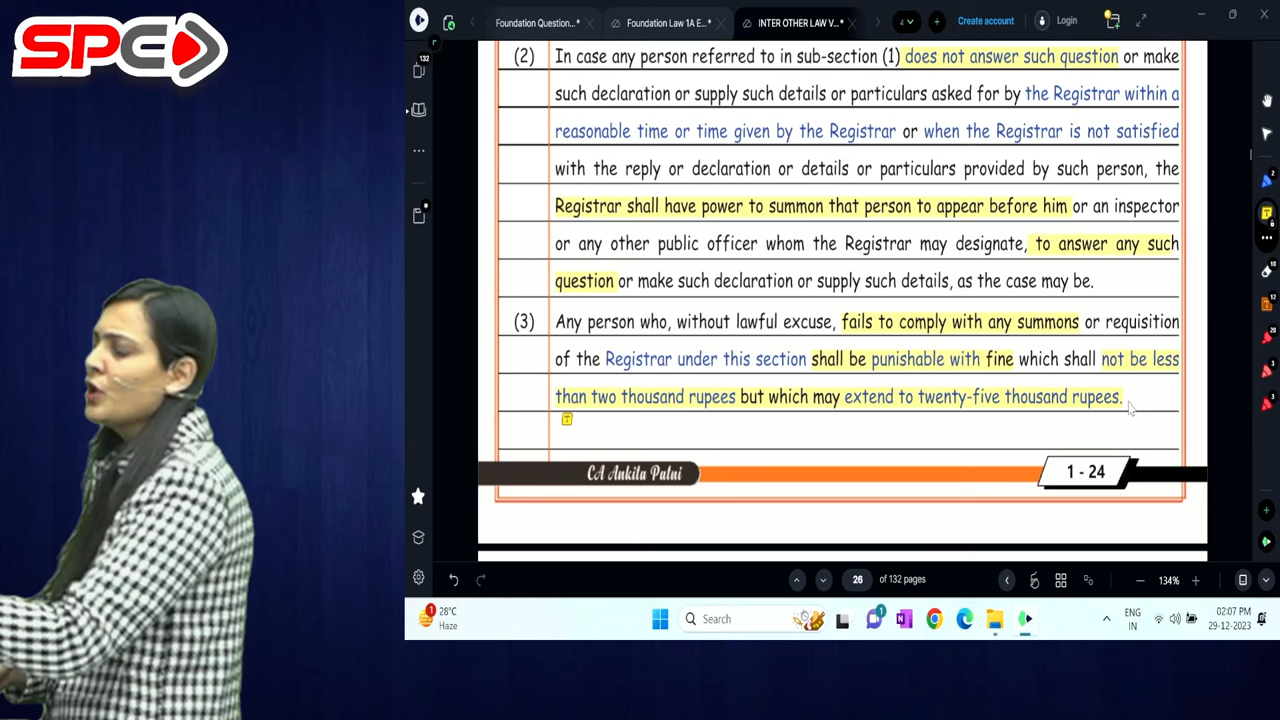 SPC
Foundation Question...*
Foundation Law 1A E...*
INTER OTHER LAW V...*
4
Create account
Login
132
(2) In case any person referred to in sub-section (1) does not answer such question or make
such declaration or supply such details or particulars asked for by the Registrar within a
reasonable time or time given by the Registrar or when the Registrar is not satisfied
with the reply or declaration or details or particulars provided by such person, the
Registrar shall have power to summon that person to appear before him or an inspector
or any other public officer whom the Registrar may designate, to answer any such
question or make such declaration or supply such details, as the case may be.
(3) Any person who, without lawful excuse, fails to comply with any summons or requisition
of the Registrar under this section shall be punishable with fine which shall not be less
than two thousand rupees but which may extend to twenty-five thousand rupees.
T
CA Ankita Patni
1 - 24
26 of 132 pages
134%
1
28°C
Haze
Search
1
ENG
IN
02:07 PM
29-12-2023